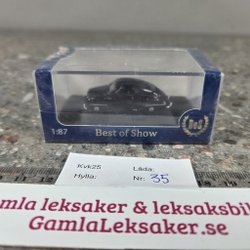 1:87
Best of Show
Kvk25
Låda:
Hylla:
Nr: 35
amla leksaker & leksaksbil
GamlaLeksaker.se